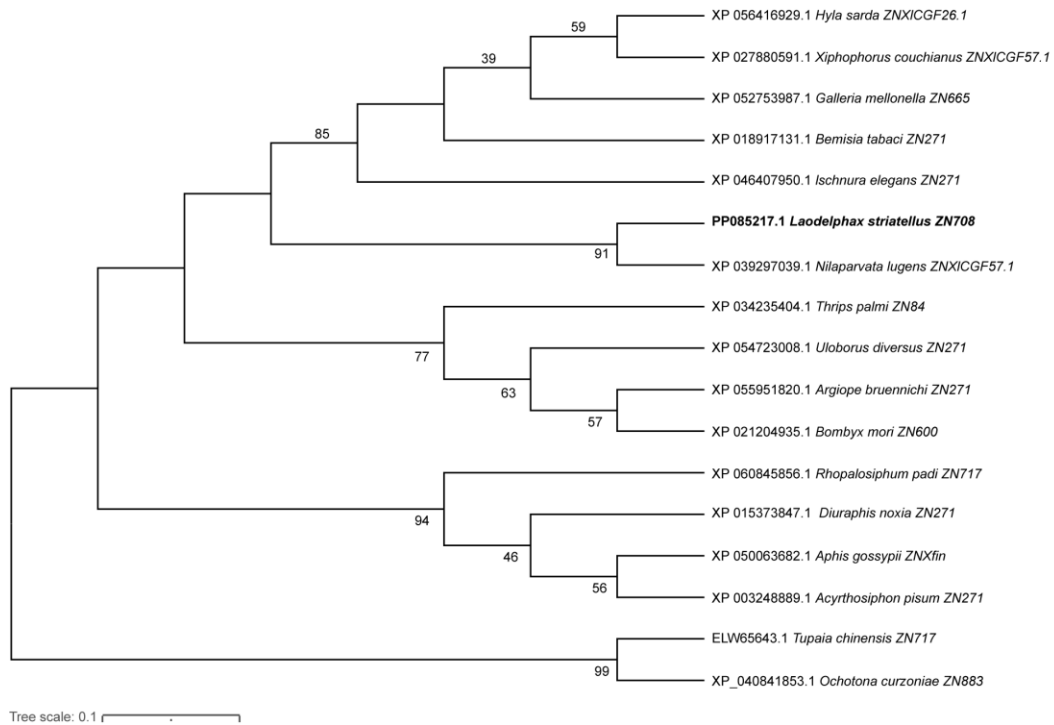 XP 056416929.1 Hyla sarda ZNXlCGF26.1
59
XP 027880591.1 Xiphophorus couchianus ZNXlCGF57.1
39
XP 052753987.1 Galleria mellonella ZN665
85
XP 018917131.1 Bemisia tabaci ZN271
XP 046407950.1 Ischnura elegans ZN271
PP085217.1 Laodelphax striatellus ZN708
91
XP 039297039.1 Nilaparvata lugens ZNXlCGF57.1
XP 034235404.1 Thrips palmi ZN84
77
XP 054723008.1 Uloborus diversus ZN271
63
XP 055951820.1 Argiope bruennichi ZN271
57
XP 021204935.1 Bombyx mori ZN600
XP 060845856.1 Rhopalosiphum padi ZN717
94
XP 015373847.1 Diuraphis noxia ZN271
46
XP 050063682.1 Aphis gossypii ZNXfin
56
XP 003248889.1 Acyrthosiphon pisum ZN271
ELW65643.1 Tupaia chinensis ZN717
99
XP_040841853.1 Ochotona curzoniae ZN883
Tree scale: 0.1